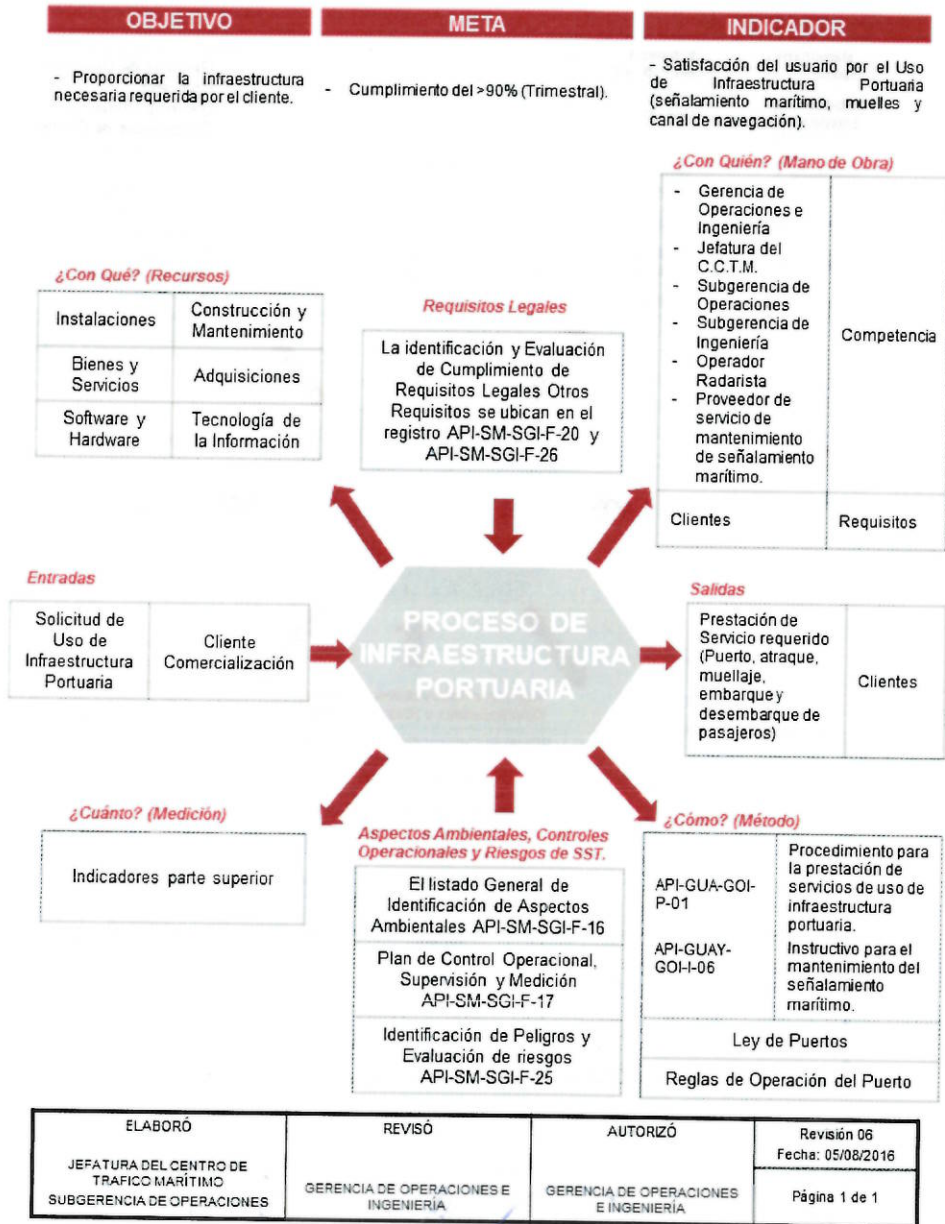 OBJETIVO
META
INDICADOR
- Proporcionar la infraestructura
necesaria requerida por el cliente.
- Cumplimiento del >90% (Trimestral).
- Satisfacción del usuario por el Uso
de Infraestructura Portuaria
(señalamiento marítimo, muelles y
canal de navegación).
¿Con Qué? (Recursos)
Instalaciones
Construcción y
Mantenimiento
Bienes y
Servicios
Adquisiciones
Software y
Hardware
Tecnología de
la Información
Requisitos Legales
La identificación y Evaluación
de Cumplimiento de
Requisitos Legales Otros
Requisitos se ubican en el
registro API-SM-SGI-F-20 y
API-SM-SGI-F-26
¿Con Quién? (Mano de Obra)
- Gerencia de
Operaciones e
Ingeniería
- Jefatura del
C.C.T.M.
- Subgerencia de
Operaciones
- Subgerencia de
Ingeniería
- Operador
Radarista
- Proveedor de
servicio de
mantenimiento
de señalamiento
marítimo.
Competencia
Clientes
Requisitos
Entradas
Solicitud de
Uso de
Infraestructura
Portuaria
Cliente
Comercialización
PROCESO DE
INFRAESTRUCTURA
PORTUARIA
Salidas
Prestación de
Servicio requerido
(Puerto, atraque,
muellaje,
embarque y
desembarque de
pasajeros)
Clientes
¿Cuánto? (Medición)
Indicadores parte superior
Aspectos Ambientales, Controles
Operacionales y Riesgos de SST.
El listado General de
Identificación de Aspectos
Ambientales API-SM-SGI-F-16
Plan de Control Operacional,
Supervisión y Medición
API-SM-SGI-F-17
Identificación de Peligros y
Evaluación de riesgos
API-SM-SGI-F-25
¿Cómo? (Método)
API-GUA-GOI-
P-01
Procedimiento para
la prestación de
servicios de uso de
infraestructura
portuaria.
API-GUAY-
GOI-I-06
Instructivo para el
mantenimiento del
señalamiento
marítimo.
Ley de Puertos
Reglas de Operación del Puerto
ELABORÓ
JEFATURA DEL CENTRO DE
TRAFICO MARÍTIMO
SUBGERENCIA DE OPERACIONES
REVISÓ
GERENCIA DE OPERACIONES E
INGENIERÍA
AUTORIZÓ
GERENCIA DE OPERACIONES
E INGENIERÍA
Revisión 06
Fecha: 05/08/2016
Página 1 de 1